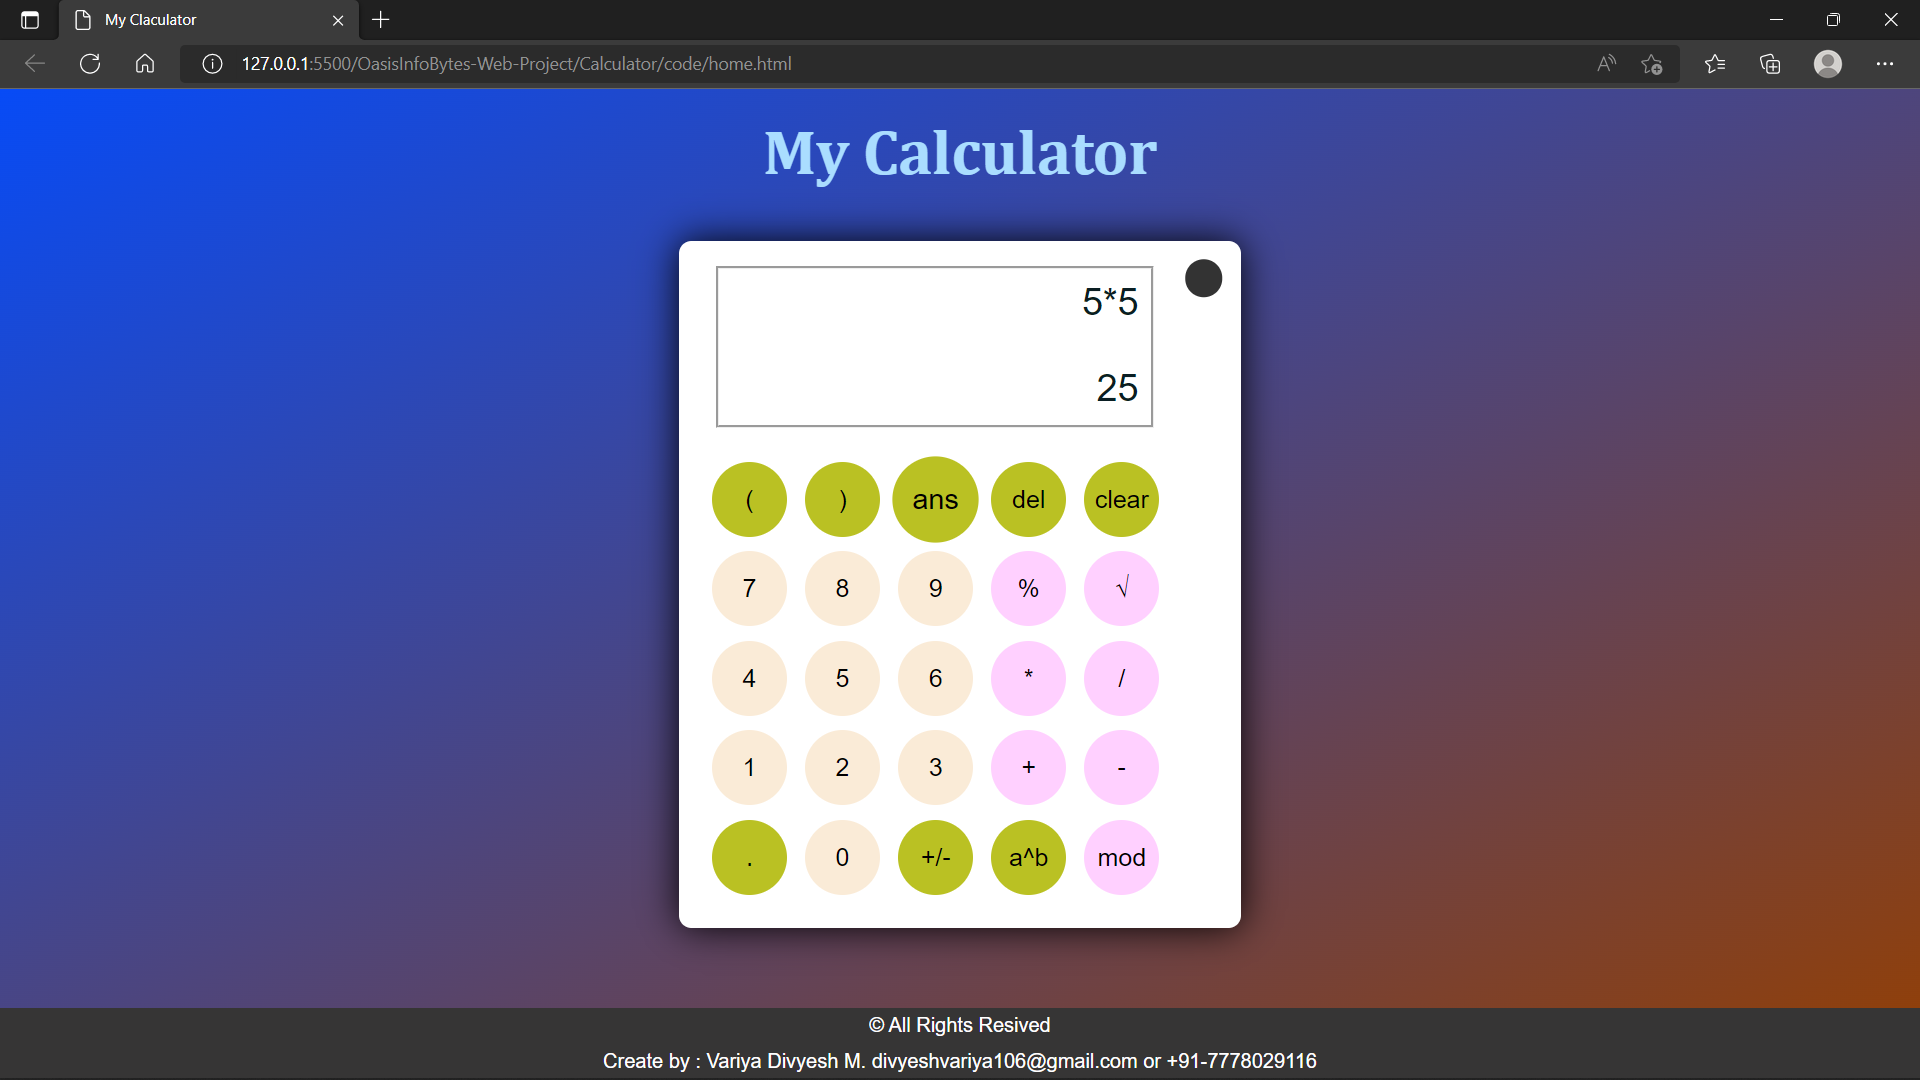 My Claculator
127.0.0.1:5500/OasisInfoBytes-Web-Project/Calculator/code/home.html
My Calculator
5*5
25
( ) ans del clear
7 8 9 % √
4 5 6 * /
1 2 3 + -
. 0 +/- a^b mod
© All Rights Resived
Create by : Variya Divyesh M. divyeshvariya106@gmail.com or +91-7778029116